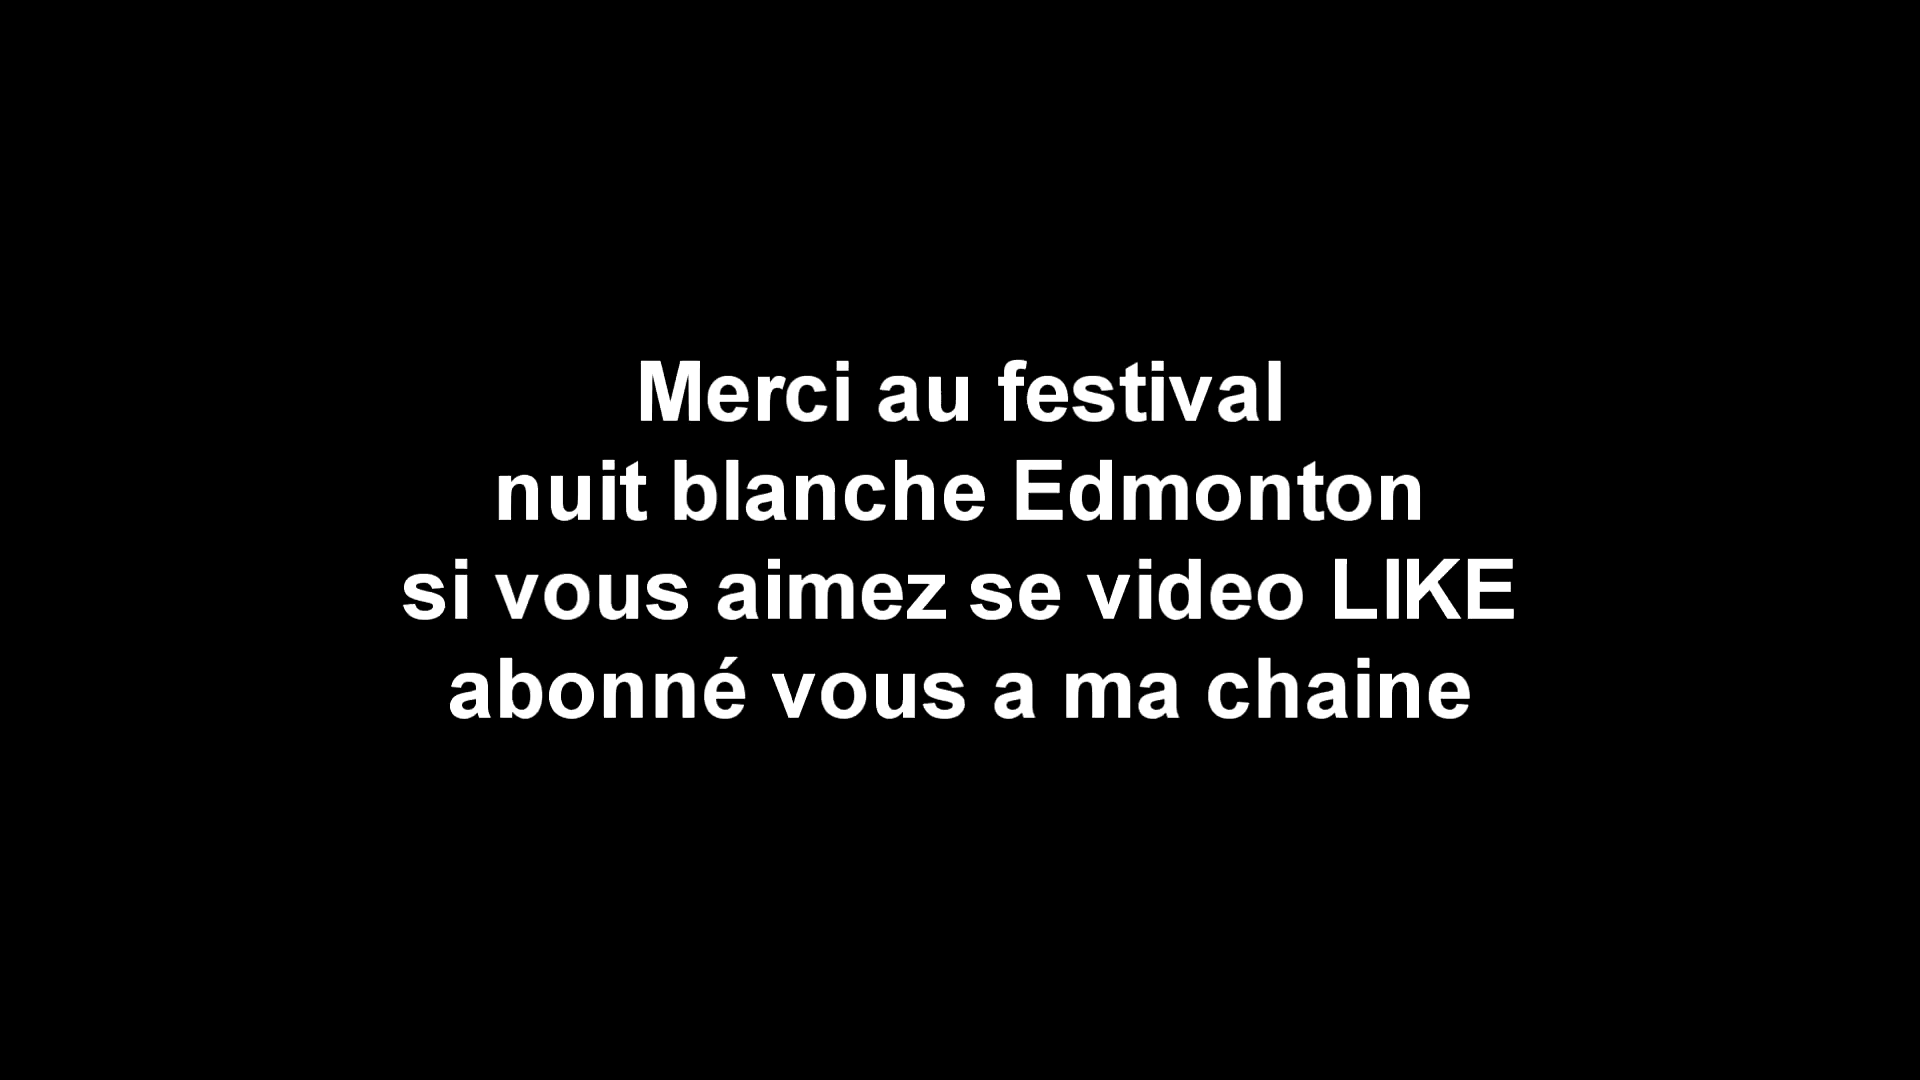 Merci au festival
nuit blanche Edmonton
si vous aimez se video LIKE
abonné vous a ma chaine